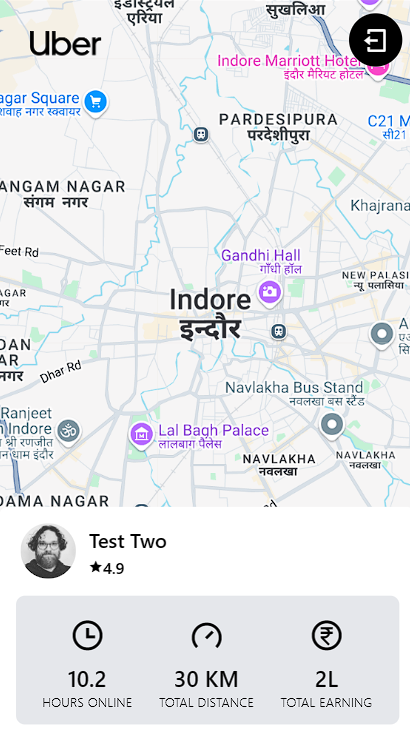 इंडस्ट्रियल
एरिया
सुखलिआ
Uber
Indore Marriott Hotel
इंदौर मैरियट होटल
agar Square
शवाह नगर स्क्वायर
PARDESIPURA
परदेशीपुरा
C21 M
सी21
ANGAM NAGAR
संगम नगर
Khajrana
Feet Rd
Gandhi Hall
गाँधी हॉल
NEW PALASI
न्यू पलासिया
AGAR
गर
Indore
इन्दौर
DAN
AR
नगर
A
ए
सि
Dhar Rd
Navlakha Bus Stand
नवलखा बस स्टैंड
Ranjeet
n Indore
श्री रणजीत
न धाम इंदौर
Lal Bagh Palace
लालबाग पैलेस
NAVLAKHA
नवलखा
NAVLAKHA
नवलखा
DAMA NAGAR
Test Two
★4.9
10.2
HOURS ONLINE
30 KM
TOTAL DISTANCE
2L
TOTAL EARNING